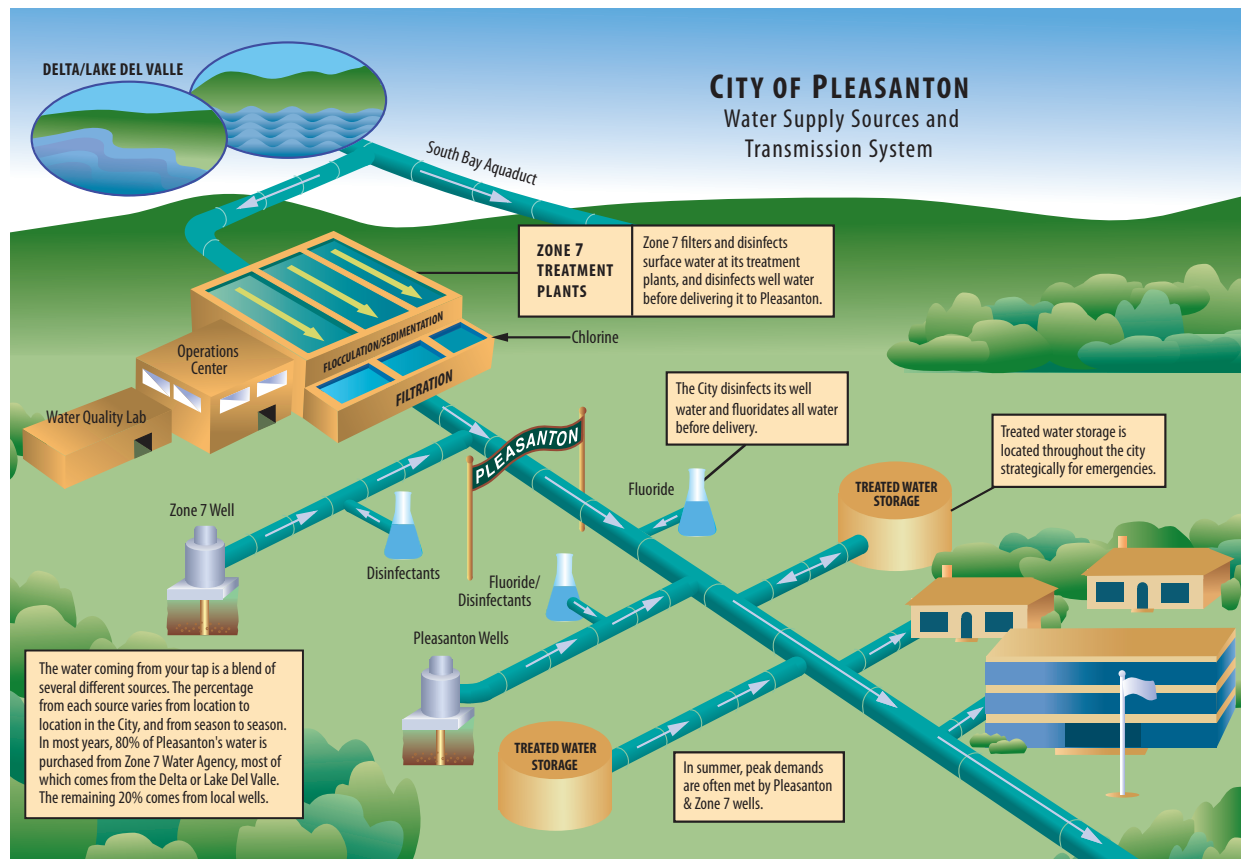 DELTA/LAKE DEL VALLE
CITY OF PLEASANTON
Water Supply Sources and
Transmission System
South Bay Aquaduct
ZONE 7
TREATMENT
PLANTS
Zone 7 filters and disinfects
surface water at its treatment
plants, and disinfects well water
before delivering it to Pleasanton.
FLOCCULATION/SEDIMENTATION
Chlorine
FILTRATION
Operations
Center
Water Quality Lab
PLEASANTON
The City disinfects its well
water and fluoridates all water
before delivery.
Treated water storage is
located throughout the city
strategically for emergencies.
Fluoride
TREATED WATER
STORAGE
Zone 7 Well
Disinfectants
Fluoride/
Disinfectants
Pleasanton Wells
The water coming from your tap is a blend of
several different sources. The percentage
from each source varies from location to
location in the City, and from season to season.
In most years, 80% of Pleasanton's water is
purchased from Zone 7 Water Agency, most of
which comes from the Delta or Lake Del Valle.
The remaining 20% comes from local wells.
TREATED WATER
STORAGE
In summer, peak demands
are often met by Pleasanton
& Zone 7 wells.